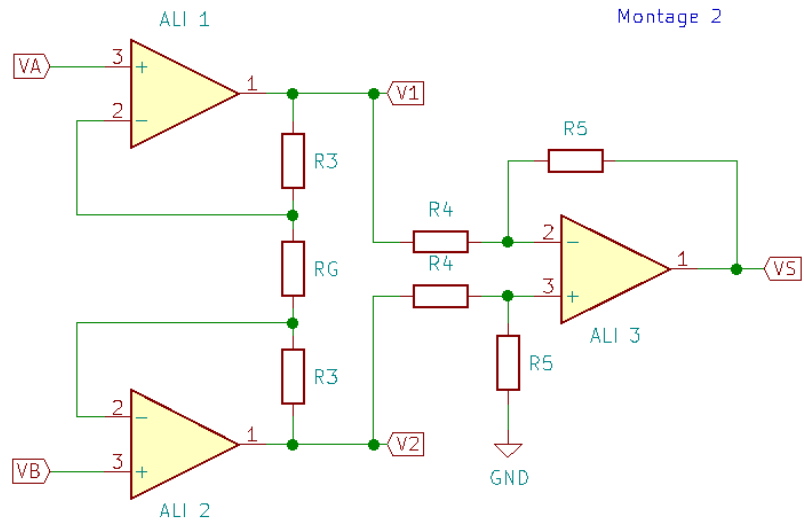 Montage 2
ALI 1
VA
3
+
1
V1
2
−
R3
R5
R4
RG
2
−
1
VS
R4
3
+
ALI 3
R3
R5
2
−
1
V2
VB
3
+
GND
ALI 2